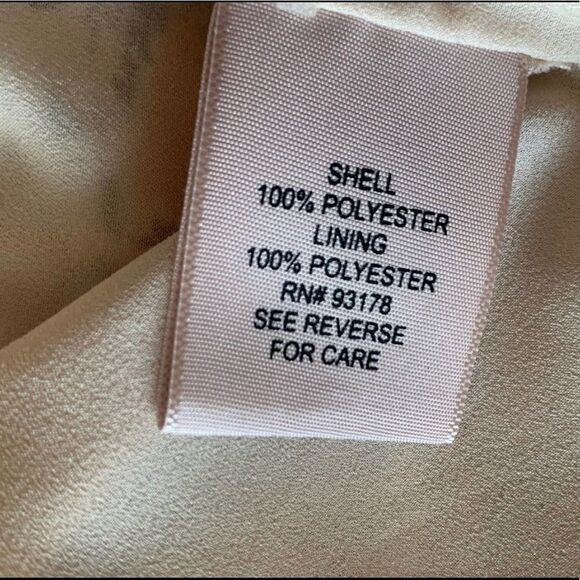 SHELL
100% POLYESTER
LINING
100% POLYESTER
RN# 93178
SEE REVERSE
FOR CARE